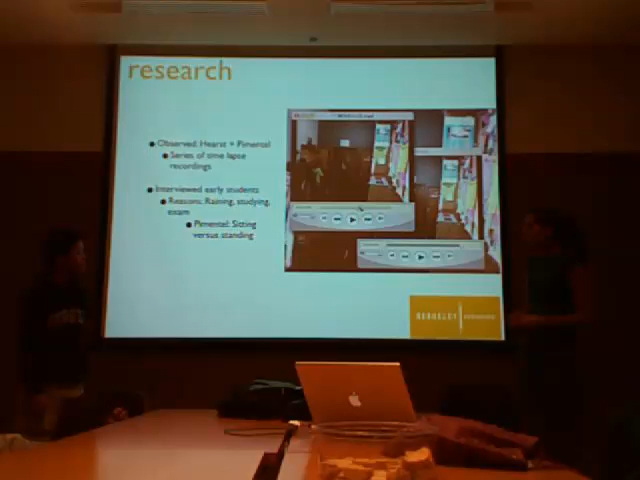 research
Observed: Hearst + Pimentel
Series of time lapse
recordings
Interviewed early students
Reasons: Raining, studying,
exam
Pimentel: Sitting
versus standing
BERKELEY